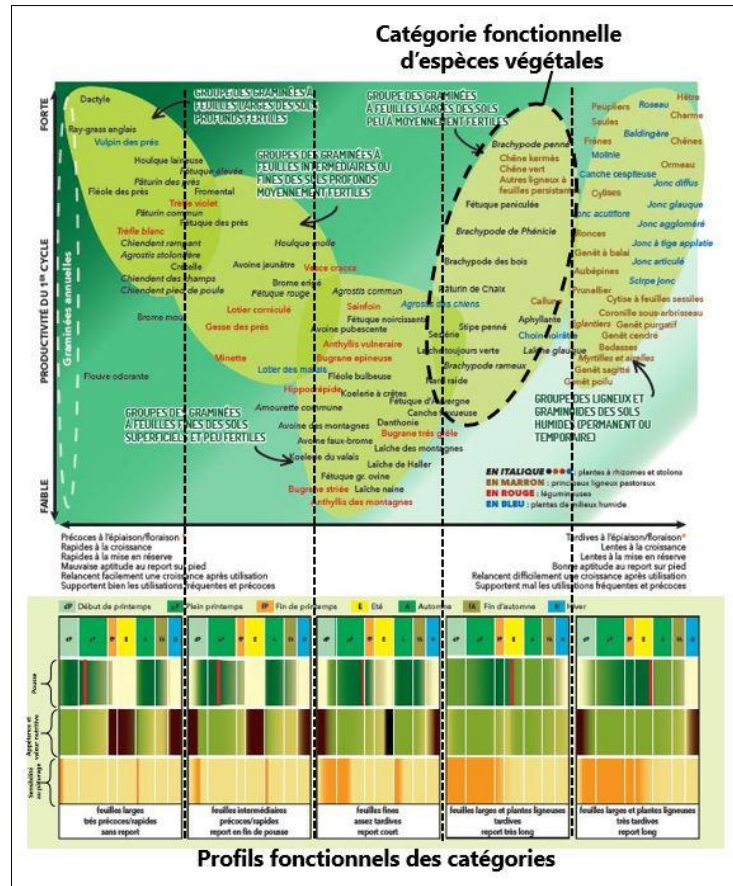 Catégorie fonctionnelle
d'espèces végétales
FORTE
PRODUCTIVITÉ DU 1ER CYCLE
FAIBLE
Graminées annuelles
GROUPE DES GRAMINÉES À
FEUILLES LARGES DES SOLS
PROFONDS FERTILES
GROUPE DES GRAMINÉES
À FEUILLES LARGES DES SOLS
PEU À MOYENNEMENT FERTILES
GROUPES DES GRAMINÉES À
FEUILLES INTERMÉDIAIRES OU
FINES DES SOLS PROFONDS
MOYENNEMENT FERTILES
GROUPES DES GRAMINÉES
À FEUILLES FINES DES SOLS
SUPERFICIELS ET PEU FERTILES
GROUPE DES LIGNEUX ET
GRAMINOIDES DES SOLS
HUMIDES (PERMANENT OU
TEMPORAIRE)
Dactyle
Ray-grass anglais
Vulpin des prés
Houlque laineuse
Fétuque élevée
Pâturin des prés
Fléole des prés
Fromental
Trèfle violet
Pâturin commun
Fétuque des prés
Trèfle blanc
Chiendent rampant
Agrostis stolonifère
Crételle
Chiendent des champs
Chiendent pied de poule
Brome mou
Flouve odorante
Houlque molle
Avoine jaunâtre
Vesce cracca
Brome érigé
Fétuque rouge
Agrostis commun
Lotier corniculé
Sainfoin
Agrostis des chiens
Fétuque noircissante
Gesse des prés
Avoine pubescente
Anthyllis vulneraire
Minette
Bugrane epineuse
Lotier des marais
Fléole bulbeuse
Hippocrépide
Koelerie à crêtes
Amourette commune
Fétuque d'Auvergne
Canche flexueuse
Avoine des montagnes
Danthonie
Bugrane très grêle
Avoine faux-brome
Laîche des montagnes
Koelerie du valais
Laîche de Haller
Fétuque gr. ovine
Bugrane striée
Laîche naine
Anthyllis des montagnes
Brachypode penné
Chêne kermès
Chêne vert
Autres ligneux à
feuilles persistant
Fétuque paniculée
Brachypode de Phénicie
Brachypode des bois
Pâturin de Chaix
Callune
Aphyllante
Stipe penné
Seslérie
Choin noirâtre
Laîche toujours verte
Laîche glauque
Brachypode rameux
Nard raide
Hêtre
Peupliers
Roseau
Charme
Saules
Baldingère
Frênes
Chênes
Molinie
Ormeau
Canche cespiteuse
Jonc diffus
Cytises
Jonc glauque
Jonc acutiflore
Jonc aggloméré
Ronces
Jonc à tige applatie
Genêt à balai
Jonc articulé
Aubépines
Scirpe jonc
Prunellier
Cytise à feuilles sessiles
Coronille sous-arbrisseau
Eglantiers
Genêt purgatif
Genêt cendré
Badasses
Myrtilles et airelles
Genêt sagitté
Genêt poilu
EN ITALIQUE : plantes à rhizomes et stolons
EN MARRON : principaux ligneux pastoraux
EN ROUGE : légumineuses
EN BLEU : plantes de milieux humide
Précoces à l'épiaison/floraison*
Rapides à la croissance
Rapides à la mise en réserve
Mauvaise aptitude au report sur pied
Relancent facilement une croissance après utilisation
Supportent bien les utilisations fréquentes et précoces
Tardives à l'épiaison/floraison*
Lentes à la croissance
Lentes à la mise en réserve
Bonne aptitude au report sur pied
Relancent difficilement une croissance après utilisation
Supportent mal les utilisations fréquentes et précoces
dP Début de printemps
pP Plein printemps
fP Fin de printemps
E Eté
A Automne
fA Fin d'automne
H Hiver
Pousse
Appétence et
valeur nutritive
Sensibilité
au pâturage
feuilles larges
très précoces/rapides
sans report
feuilles intermédiaires
précoces/rapides
report en fin de pousse
feuilles fines
assez tardives
report court
feuilles larges et plantes ligneuses
tardives
report très long
feuilles larges et plantes ligneuses
très tardives
report long
Profils fonctionnels des catégories